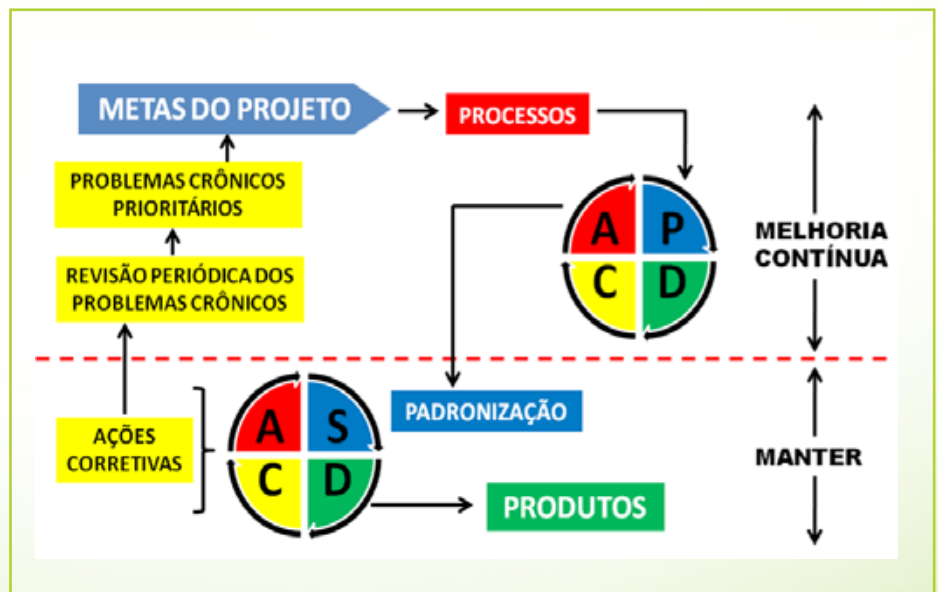 METAS DO PROJETO
PROCESSOS
PROBLEMAS CRÔNICOS
PRIORITÁRIOS
A P
C D
MELHORIA
CONTÍNUA
REVISÃO PERIÓDICA DOS
PROBLEMAS CRÔNICOS
AÇÕES
CORRETIVAS
A S
C D
PADRONIZAÇÃO
PRODUTOS
MANTER